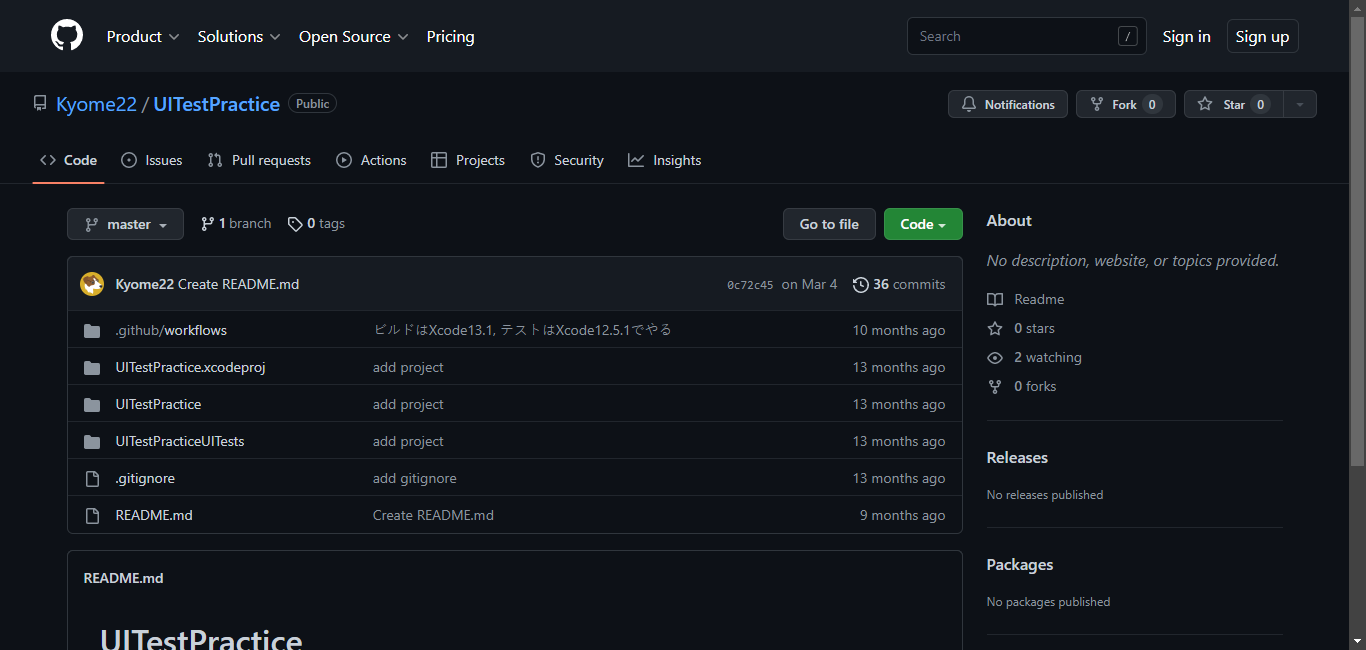 Product Solutions Open Source Pricing Search / Sign in Sign up
Kyome22 / UITestPractice Public Notifications Fork 0 Star 0
Code Issues Pull requests Actions Projects Security Insights
master 1 branch 0 tags Go to file Code
Kyome22 Create README.md 0c72c45 on Mar 4 36 commits
.github/workflows ビルドはXcode13.1, テストはXcode12.5.1でやる 10 months ago
UITestPractice.xcodeproj add project 13 months ago
UITestPractice add project 13 months ago
UITestPracticeUITests add project 13 months ago
.gitignore add gitignore 13 months ago
README.md Create README.md 9 months ago
README.md
UITestPractice
About
No description, website, or topics provided.
Readme
0 stars
2 watching
0 forks
Releases
No releases published
Packages
No packages published